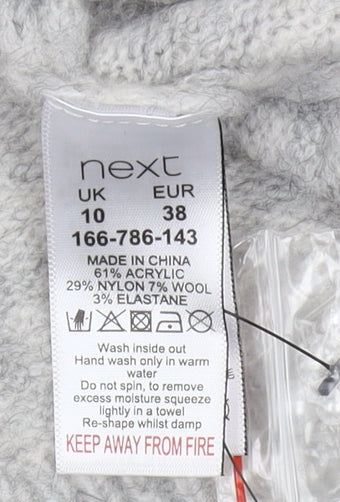 next
UK EUR
10 38
166-786-143
MADE IN CHINA
61% ACRYLIC
29% NYLON 7% WOOL
3% ELASTANE
Wash inside out
Hand wash only in warm
water
Do not spin, to remove
excess moisture squeeze
lightly in a towel
Re-shape whilst damp
KEEP AWAY FROM FIRE